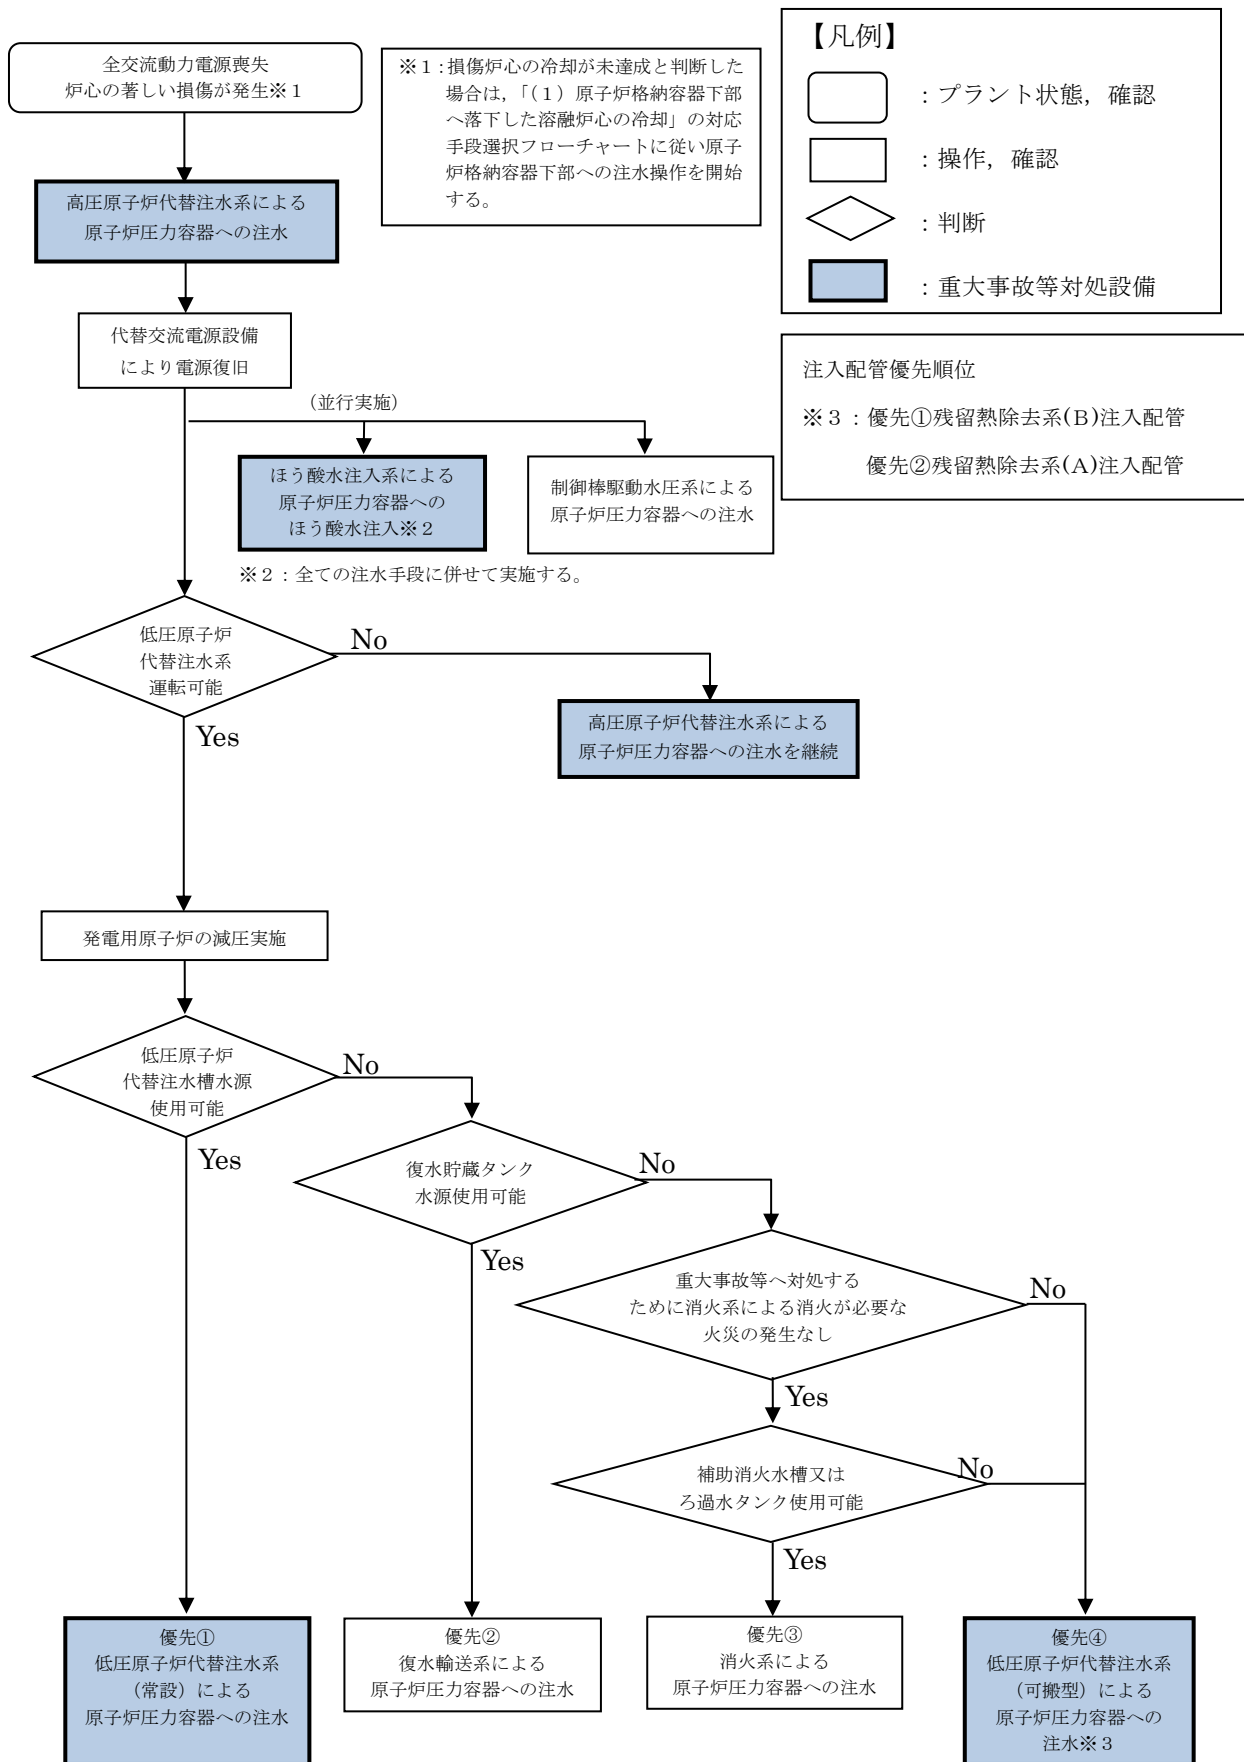 全交流動力電源喪失
炉心の著しい損傷が発生※1
※1:損傷炉心の冷却が未達成と判断した
場合は,「(1)原子炉格納容器下部
へ落下した溶融炉心の冷却」の対応
手段選択フローチャートに従い原子
炉格納容器下部への注水操作を開始
する。
【凡例】
:プラント状態,確認
:操作,確認
:判断
:重大事故等対処設備
高圧原子炉代替注水系による
原子炉圧力容器への注水
代替交流電源設備
により電源復旧
注入配管優先順位
※3:優先①残留熱除去系(B)注入配管
優先②残留熱除去系(A)注入配管
(並行実施)
ほう酸水注入系による
原子炉圧力容器への
ほう酸水注入※2
制御棒駆動水圧系による
原子炉圧力容器への注水
※2:全ての注水手段に併せて実施する。
低圧原子炉
代替注水系
運転可能
No
Yes
高圧原子炉代替注水系による
原子炉圧力容器への注水を継続
発電用原子炉の減圧実施
低圧原子炉
代替注水槽水源
使用可能
No
Yes
復水貯蔵タンク
水源使用可能
No
Yes
重大事故等へ対処する
ために消火系による消火が必要な
火災の発生なし
No
Yes
補助消火水槽又は
ろ過水タンク使用可能
No
Yes
優先①
低圧原子炉代替注水系
(常設)による
原子炉圧力容器への注水
優先②
復水輸送系による
原子炉圧力容器への注水
優先③
消火系による
原子炉圧力容器への注水
優先④
低圧原子炉代替注水系
(可搬型)による
原子炉圧力容器への
注水※3